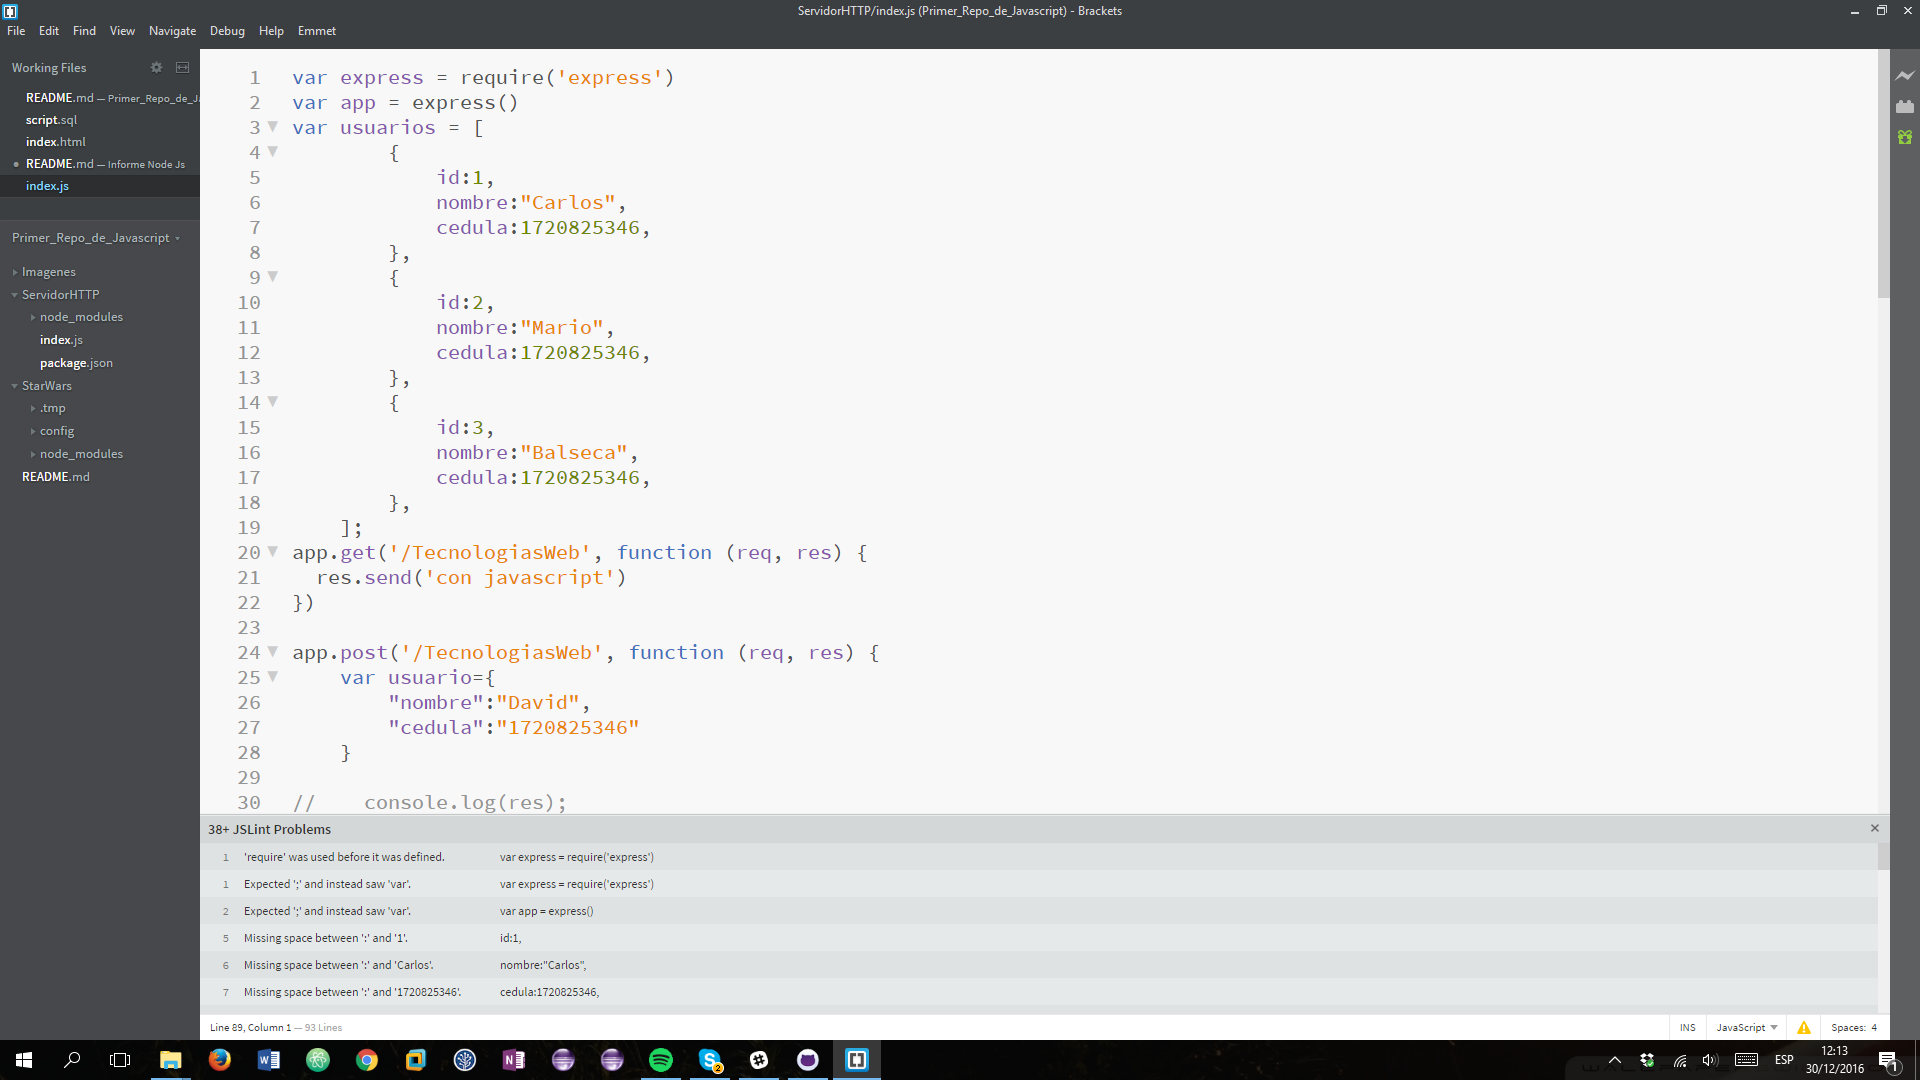 ServidorHTTP/index.js (Primer_Repo_de_Javascript) - Brackets
File Edit Find View Navigate Debug Help Emmet
Working Files
README.md — Primer_Repo_de_Ja
script.sql
index.html
README.md — Informe Node Js
index.js
Primer_Repo_de_Javascript
Imagenes
ServidorHTTP
node_modules
index.js
package.json
StarWars
.tmp
config
node_modules
README.md
1 var express = require('express')
2 var app = express()
3 var usuarios = [
4 {
5 id:1,
6 nombre:"Carlos",
7 cedula:1720825346,
8 },
9 {
10 id:2,
11 nombre:"Mario",
12 cedula:1720825346,
13 },
14 {
15 id:3,
16 nombre:"Balseca",
17 cedula:1720825346,
18 },
19 ];
20 app.get('/TecnologiasWeb', function (req, res) {
21 res.send('con javascript')
22 })
23
24 app.post('/TecnologiasWeb', function (req, res) {
25 var usuario={
26 "nombre":"David",
27 "cedula":"1720825346"
28 }
29
30 // console.log(res);
38+ JSLint Problems
1 'require' was used before it was defined. var express = require('express')
1 Expected ';' and instead saw 'var'. var express = require('express')
2 Expected ';' and instead saw 'var'. var app = express()
5 Missing space between ':' and '1'. id:1,
6 Missing space between ':' and 'Carlos'. nombre:"Carlos",
7 Missing space between ':' and '1720825346'. cedula:1720825346,
Line 89, Column 1 — 93 Lines
INS JavaScript Spaces: 4
ESP
12:13
30/12/2016